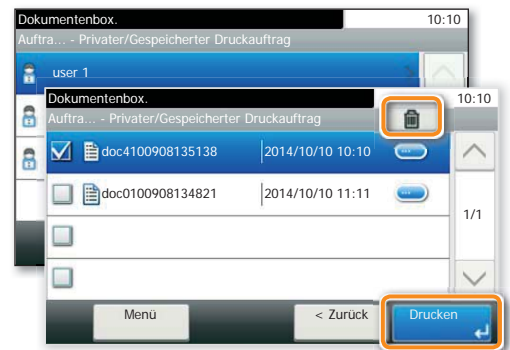 Dokumentenbox. 10:10
Auftra... - Privater/Gespeicherter Druckauftrag
user 1
Dokumentenbox. 10:10
Auftra... - Privater/Gespeicherter Druckauftrag
doc4100908135138 2014/10/10 10:10
doc0100908134821 2014/10/10 11:11
1/1
Menü < Zurück Drucken